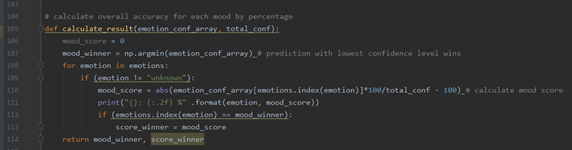 103
104 # calculate overall accuracy for each mood by percentage
105 def calculate_result(emotion_conf_array, total_conf):
106 mood_score = 0
107 mood_winner = np.argmin(emotion_conf_array) # prediction with lowest confidence level wins
108 for emotion in emotions:
109 if (emotion != "unknown"):
110 mood_score = abs(emotion_conf_array[emotions.index(emotion)]*100/total_conf - 100) # calculate mood score
111 print("{}: {:.2f} %" .format(emotion, mood_score))
112 if (emotions.index(emotion) == mood_winner):
113 score_winner = mood_score
114 return mood_winner, score_winner